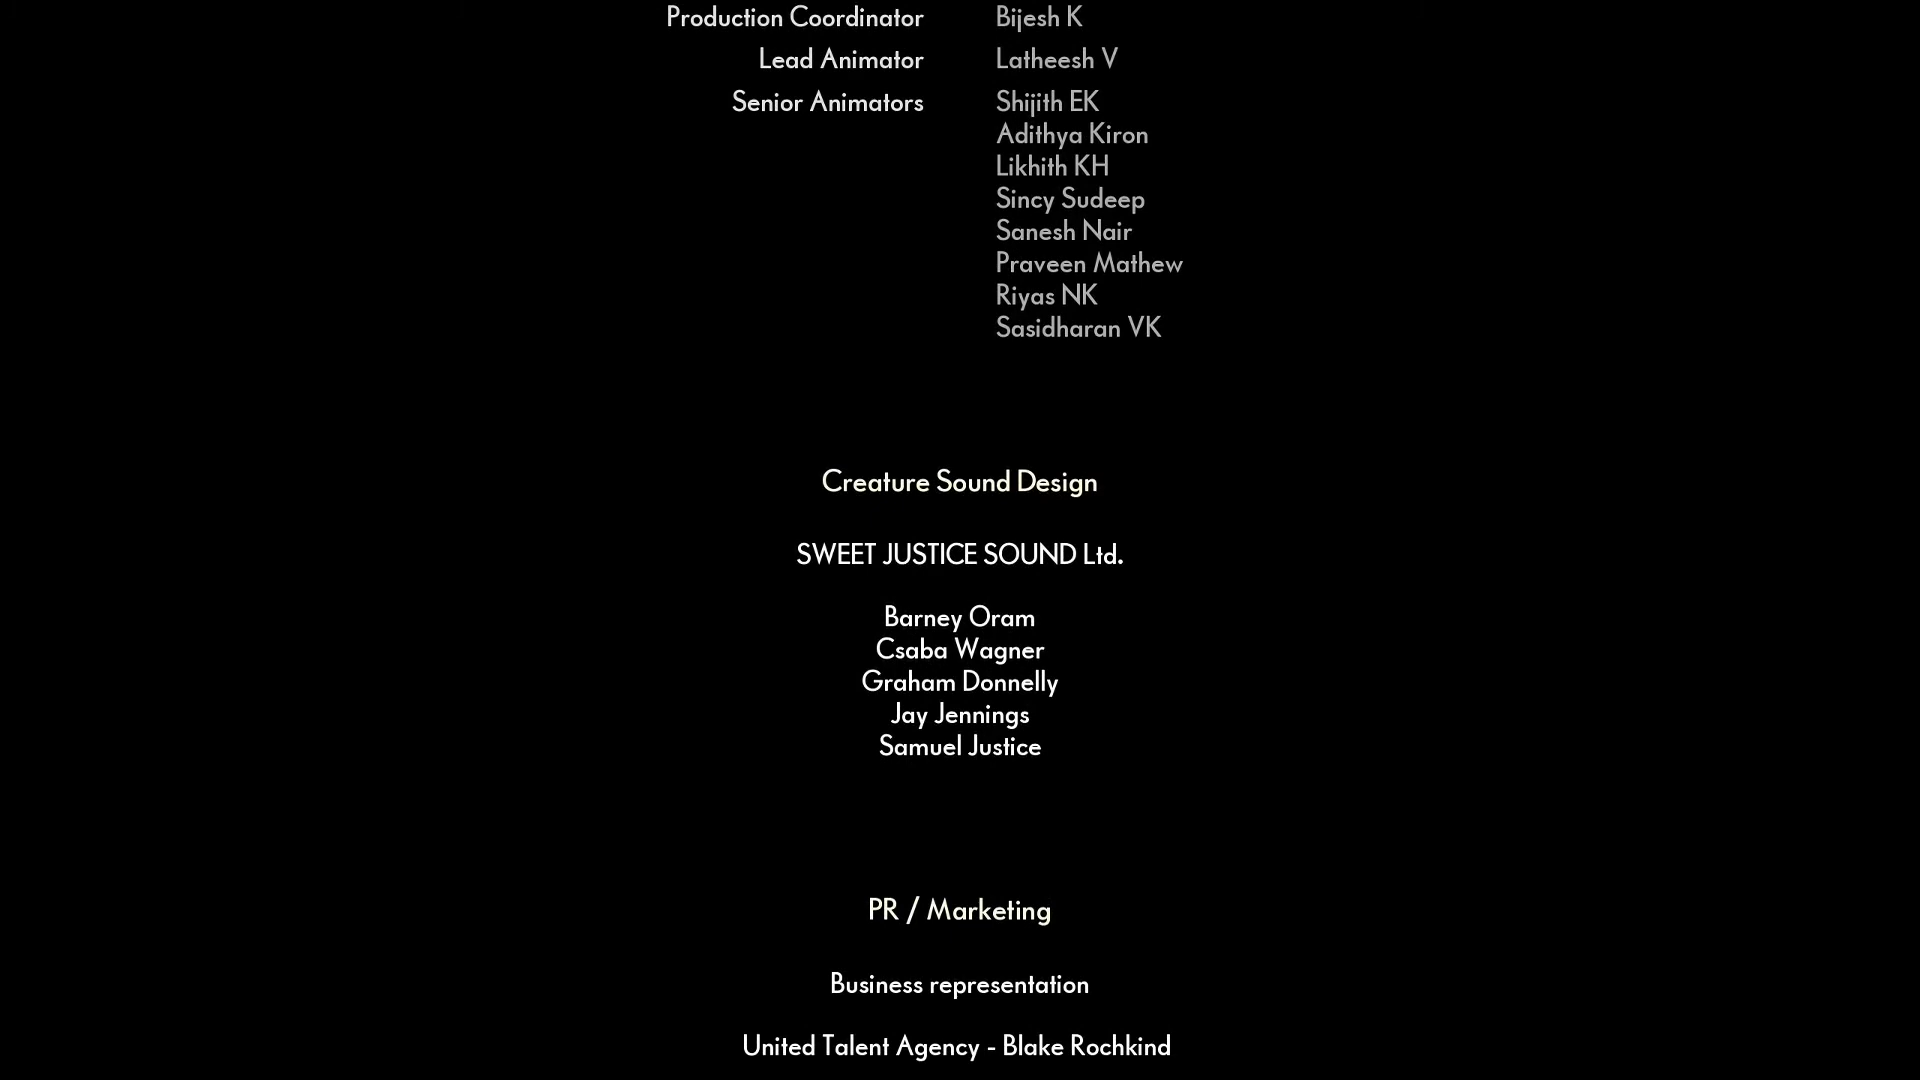 Production Coordinator Bijesh K
Lead Animator Latheesh V
Senior Animators Shijith EK
Adithya Kiron
Likhith KH
Sincy Sudeep
Sanesh Nair
Praveen Mathew
Riyas NK
Sasidharan VK
Creature Sound Design
SWEET JUSTICE SOUND Ltd.
Barney Oram
Csaba Wagner
Graham Donnelly
Jay Jennings
Samuel Justice
PR / Marketing
Business representation
United Talent Agency - Blake Rochkind